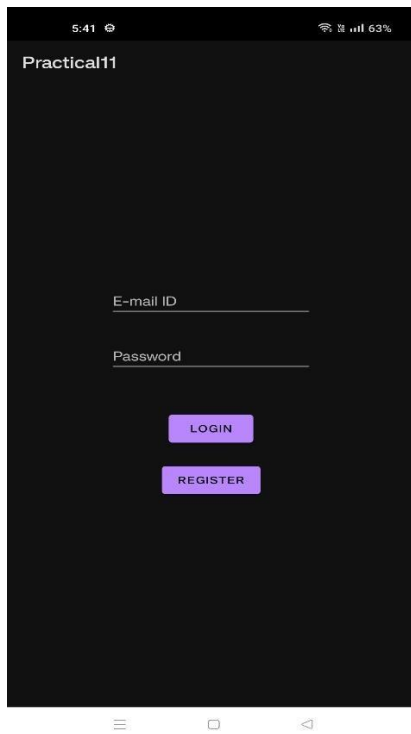 5:41 63%
Practical11
E-mail ID
Password
LOGIN
REGISTER